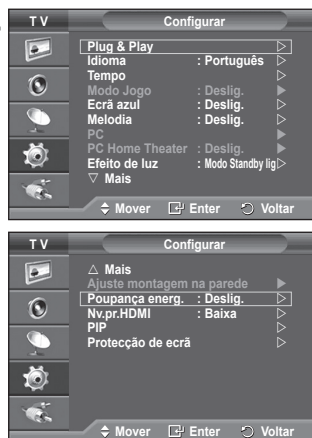 T V
Configurar
Plug & Play
Idioma : Português
Tempo
Modo Jogo : Deslig.
Ecrã azul : Deslig.
Melodia : Deslig.
PC
PC Home Theater : Deslig.
Efeito de luz : Modo Standby lig
▽ Mais
Mover Enter Voltar
T V
Configurar
△ Mais
Ajuste montagem na parede
Poupança energ. : Deslig.
Nv.pr.HDMI : Baixa
PIP
Protecção de ecrã
Mover Enter Voltar